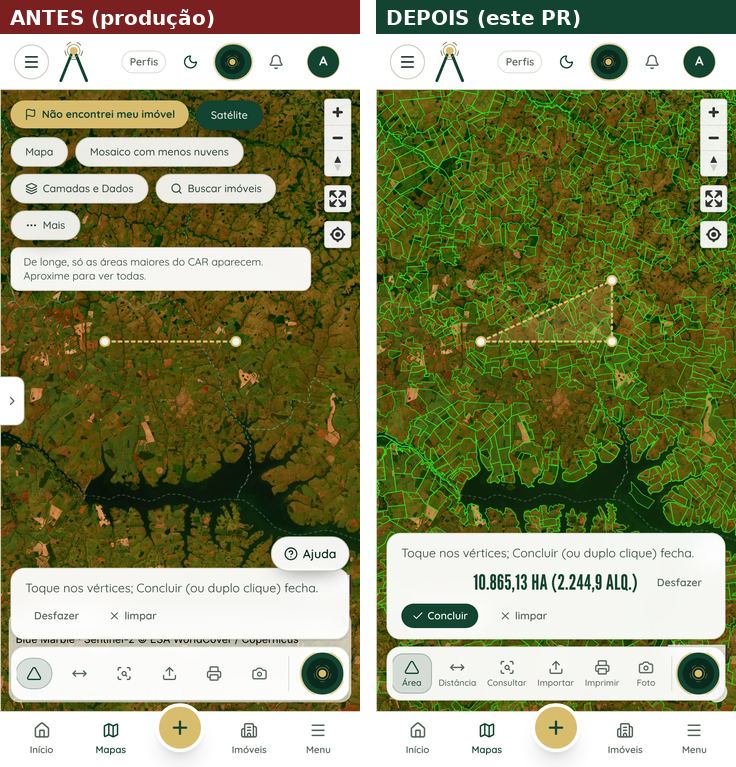 ANTES (produção)
Perfis
A
Não encontrei meu imóvel
Satélite
Mapa
Mosaico com menos nuvens
Camadas e Dados
Buscar imóveis
Mais
De longe, só as áreas maiores do CAR aparecem.
Aproxime para ver todas.
Ajuda
Toque nos vértices; Concluir (ou duplo clique) fecha.
Desfazer
limpar
Blue Marble · Sentinel-2 © ESA WorldCover / Copernicus
Início
Mapas
Imóveis
Menu
DEPOIS (este PR)
Perfis
A
Toque nos vértices; Concluir (ou duplo clique) fecha.
10.865,13 HA (2.244,9 ALQ.)
Desfazer
Concluir
limpar
Área
Distância
Consultar
Importar
Imprimir
Foto
Início
Mapas
Imóveis
Menu